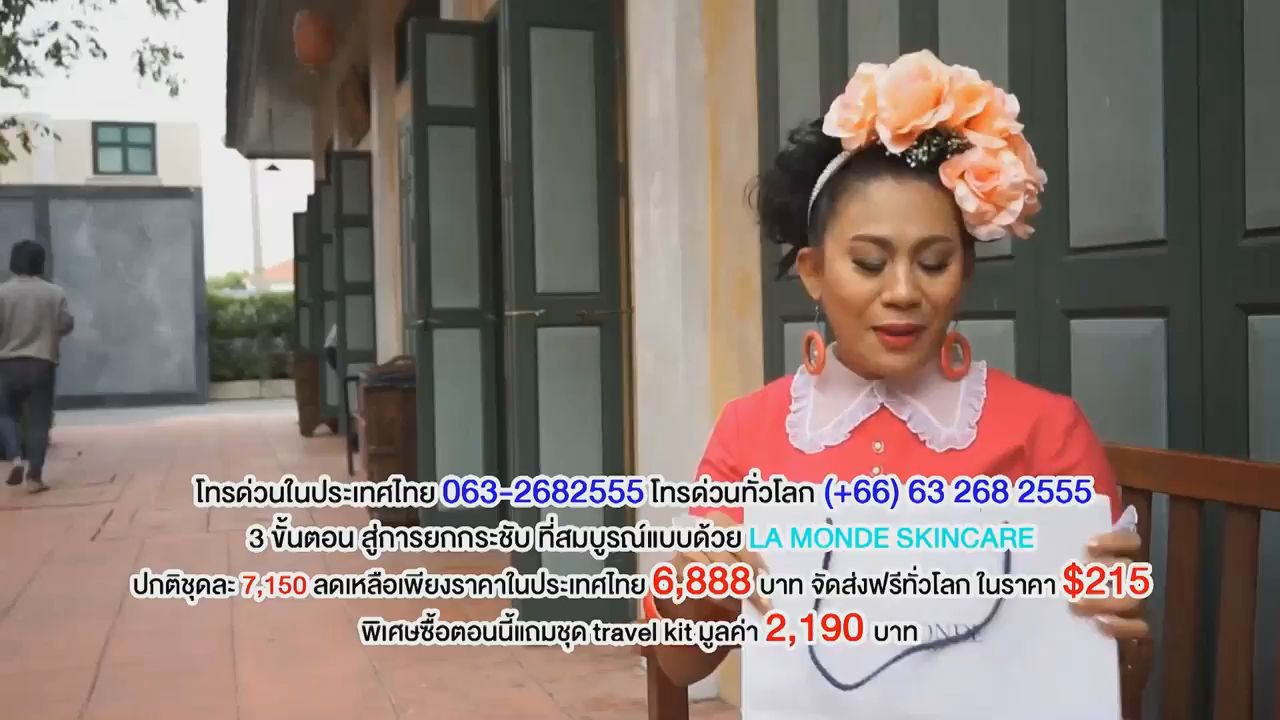 โทรด่วนในประเทศไทย 063-2682555 โทรด่วนทั่วโลก (+66) 63 268 2555
3 ขั้นตอน สู่การยกกระชับ ที่สมบูรณ์แบบด้วย LA MONDE SKINCARE
ปกติชุดละ 7,150 ลดเหลือเพียงราคาในประเทศไทย 6,888 บาท จัดส่งฟรีทั่วโลก ในราคา $215
พิเศษซื้อตอนนี้แถมชุด travel kit มูลค่า 2,190 บาท